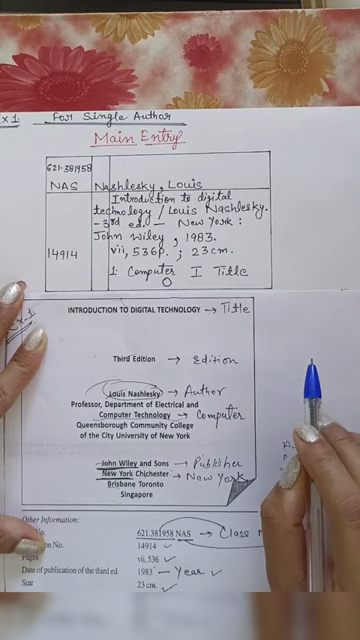 x 1: For Single Author
Main Entry
621.381958
NAS Nashlesky, Louis
Introduction to digital
technology / Louis Nashlesky.
- 3rd ed. - New York :
John Wiley, 1983.
14914 vii, 536p. ; 23cm.
1. Computer I Title
INTRODUCTION TO DIGITAL TECHNOLOGY → Title
Third Edition → Edition
Louis Nashlesky → Author
Professor, Department of Electrical and
Computer Technology → Computer
Queensborough Community College
of the City University of New York
John Wiley and Sons → Publisher
New York Chichester → New York
Brisbane Toronto
Singapore
Other Information:
No. 621.381958 NAS → Class
on No. 14914 ✓
Pages vii, 536 ✓
Date of publication of the third ed. 1983 — Year ✓
Size 23 cm. ✓